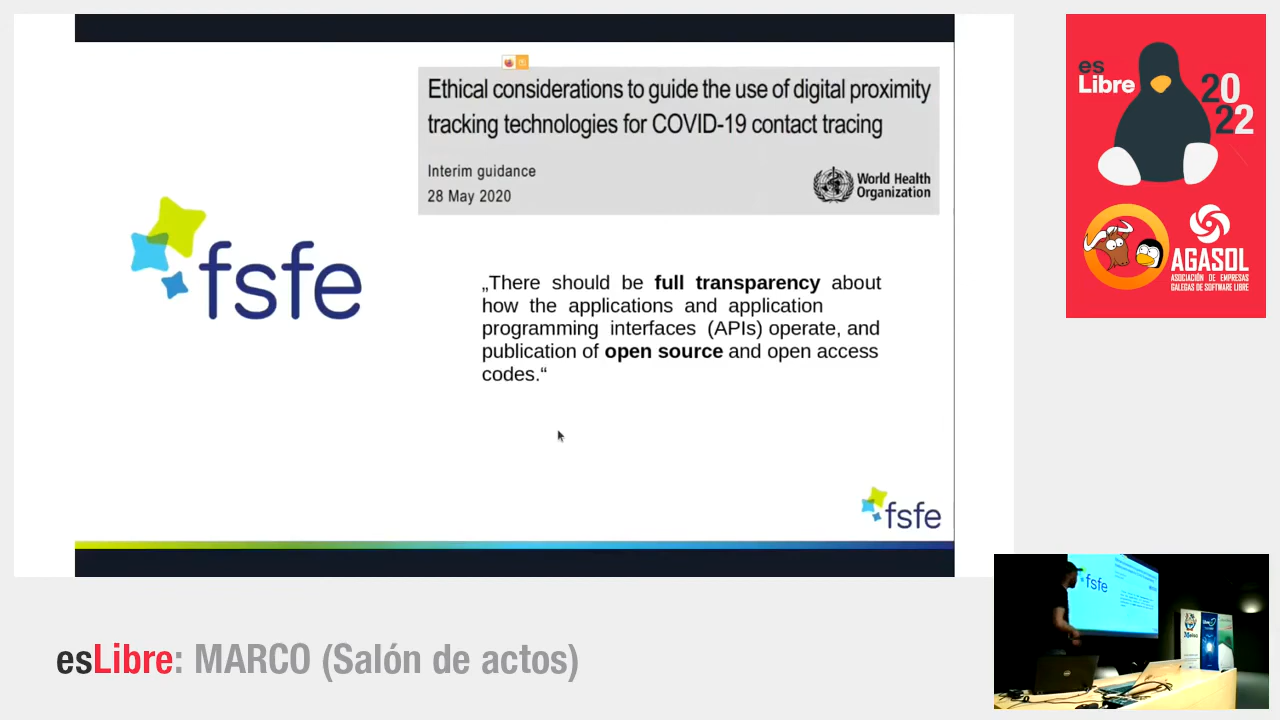 Ethical considerations to guide the use of digital proximity
tracking technologies for COVID-19 contact tracing
Interim guidance
28 May 2020
World Health
Organization
fsfe
„There should be full transparency about
how the applications and application
programming interfaces (APIs) operate, and
publication of open source and open access
codes.“
fsfe
es
Libre
20
22
AGASOL
ASOCIACIÓN DE EMPRESAS
GALEGAS DE SOFTWARE LIBRE
fsfe
esLibre: MARCO (Salón de actos)